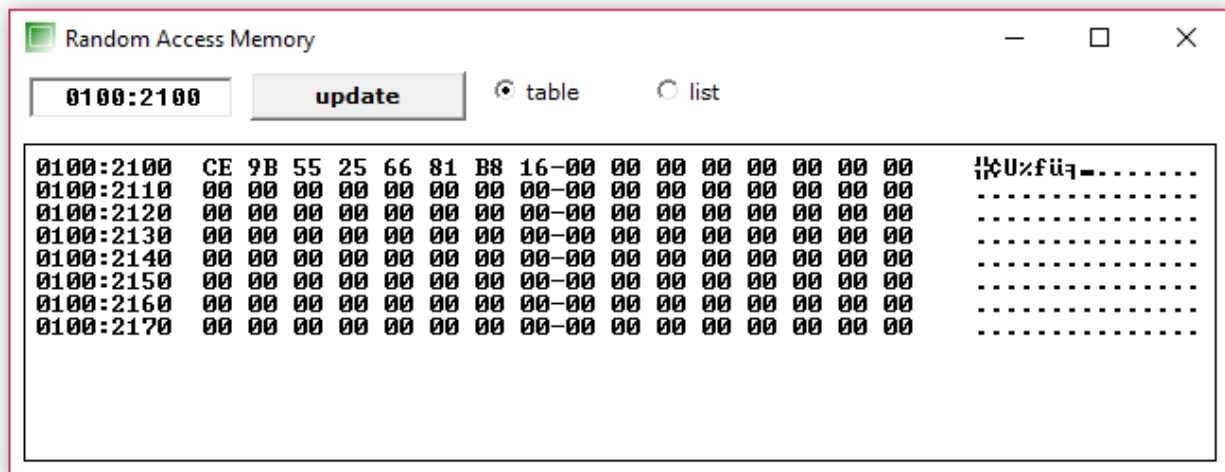 Random Access Memory
0100:2100 update table list
0100:2100 CE 9B 55 25 66 81 B8 16-00 00 00 00 00 00 00 00 ╬¢U%fü╕▬........
0100:2110 00 00 00 00 00 00 00 00-00 00 00 00 00 00 00 00 ................
0100:2120 00 00 00 00 00 00 00 00-00 00 00 00 00 00 00 00 ................
0100:2130 00 00 00 00 00 00 00 00-00 00 00 00 00 00 00 00 ................
0100:2140 00 00 00 00 00 00 00 00-00 00 00 00 00 00 00 00 ................
0100:2150 00 00 00 00 00 00 00 00-00 00 00 00 00 00 00 00 ................
0100:2160 00 00 00 00 00 00 00 00-00 00 00 00 00 00 00 00 ................
0100:2170 00 00 00 00 00 00 00 00-00 00 00 00 00 00 00 00 ................